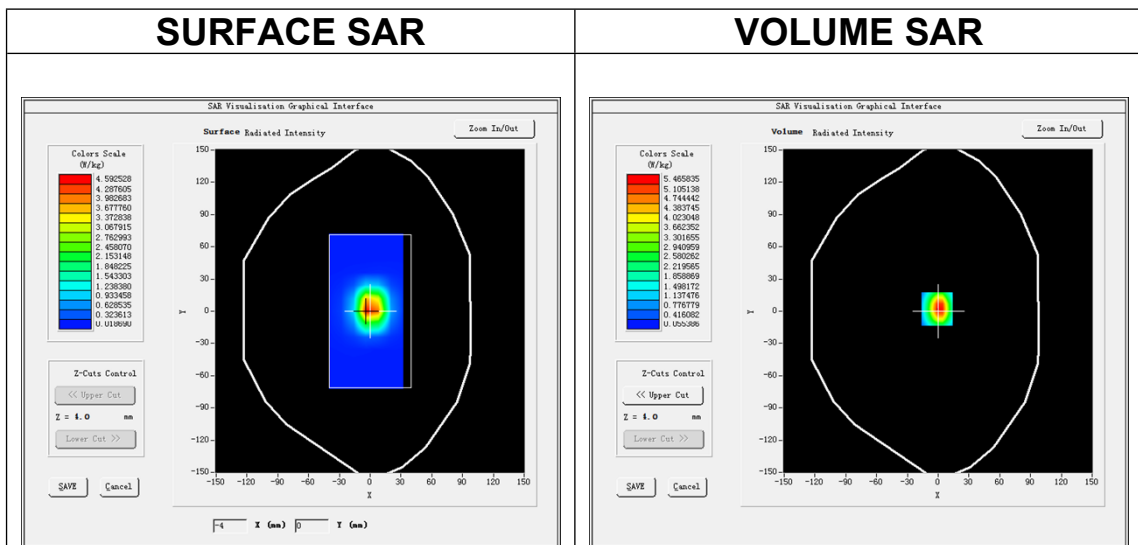 SURFACE SAR
VOLUME SAR
SAR Visualisation Graphical Interface
Surface Radiated Intensity
Zoom In/Out
Colors Scale
(W/kg)
4.592528
4.287605
3.982683
3.677760
3.372838
3.067915
2.762993
2.458070
2.153148
1.848225
1.543303
1.238380
0.933458
0.628535
0.323613
0.018690
150
120
90
60
30
0
-30
-60
-90
-120
-150
Y
-150 -120 -90 -60 -30 0 30 60 90 120 150
X
Z-Cuts Control
<< Upper Cut
Z = 4.0 mm
Lower Cut >>
SAVE Cancel
-4 X (mm) 0 Y (mm)
SAR Visualisation Graphical Interface
Volume Radiated Intensity
Zoom In/Out
Colors Scale
(W/kg)
5.465835
5.105138
4.744442
4.383745
4.023048
3.662352
3.301655
2.940959
2.580262
2.219565
1.858869
1.498172
1.137476
0.776779
0.416082
0.055386
150
120
90
60
30
0
-30
-60
-90
-120
-150
Y
-150 -120 -90 -60 -30 0 30 60 90 120 150
X
Z-Cuts Control
<< Upper Cut
Z = 4.0 mm
Lower Cut >>
SAVE Cancel